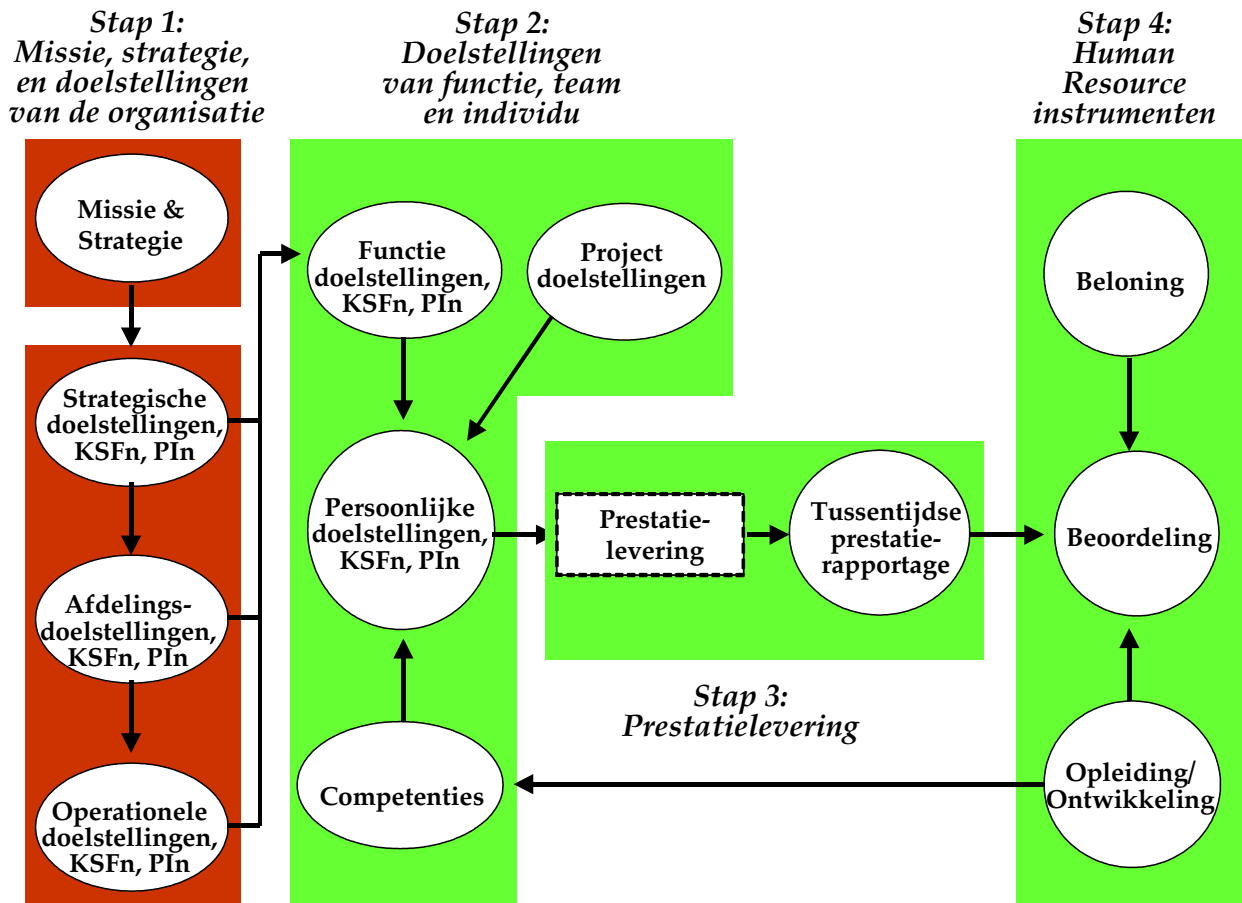 Stap 1:
Missie, strategie,
en doelstellingen
van de organisatie
Missie &
Strategie
Strategische
doelstellingen,
KSFn, PIn
Afdelings-
doelstellingen,
KSFn, PIn
Operationele
doelstellingen,
KSFn, PIn
Stap 2:
Doelstellingen
van functie, team
en individu
Functie
doelstellingen,
KSFn, PIn
Project
doelstellingen
Persoonlijke
doelstellingen,
KSFn, PIn
Competenties
Prestatie-
levering
Tussentijdse
prestatie-
rapportage
Stap 3:
Prestatielevering
Stap 4:
Human
Resource
instrumenten
Beloning
Beoordeling
Opleiding/
Ontwikkeling